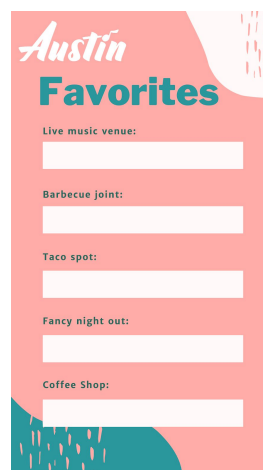 Austin
Favorites
Live music venue:
Barbecue joint:
Taco spot:
Fancy night out:
Coffee Shop: